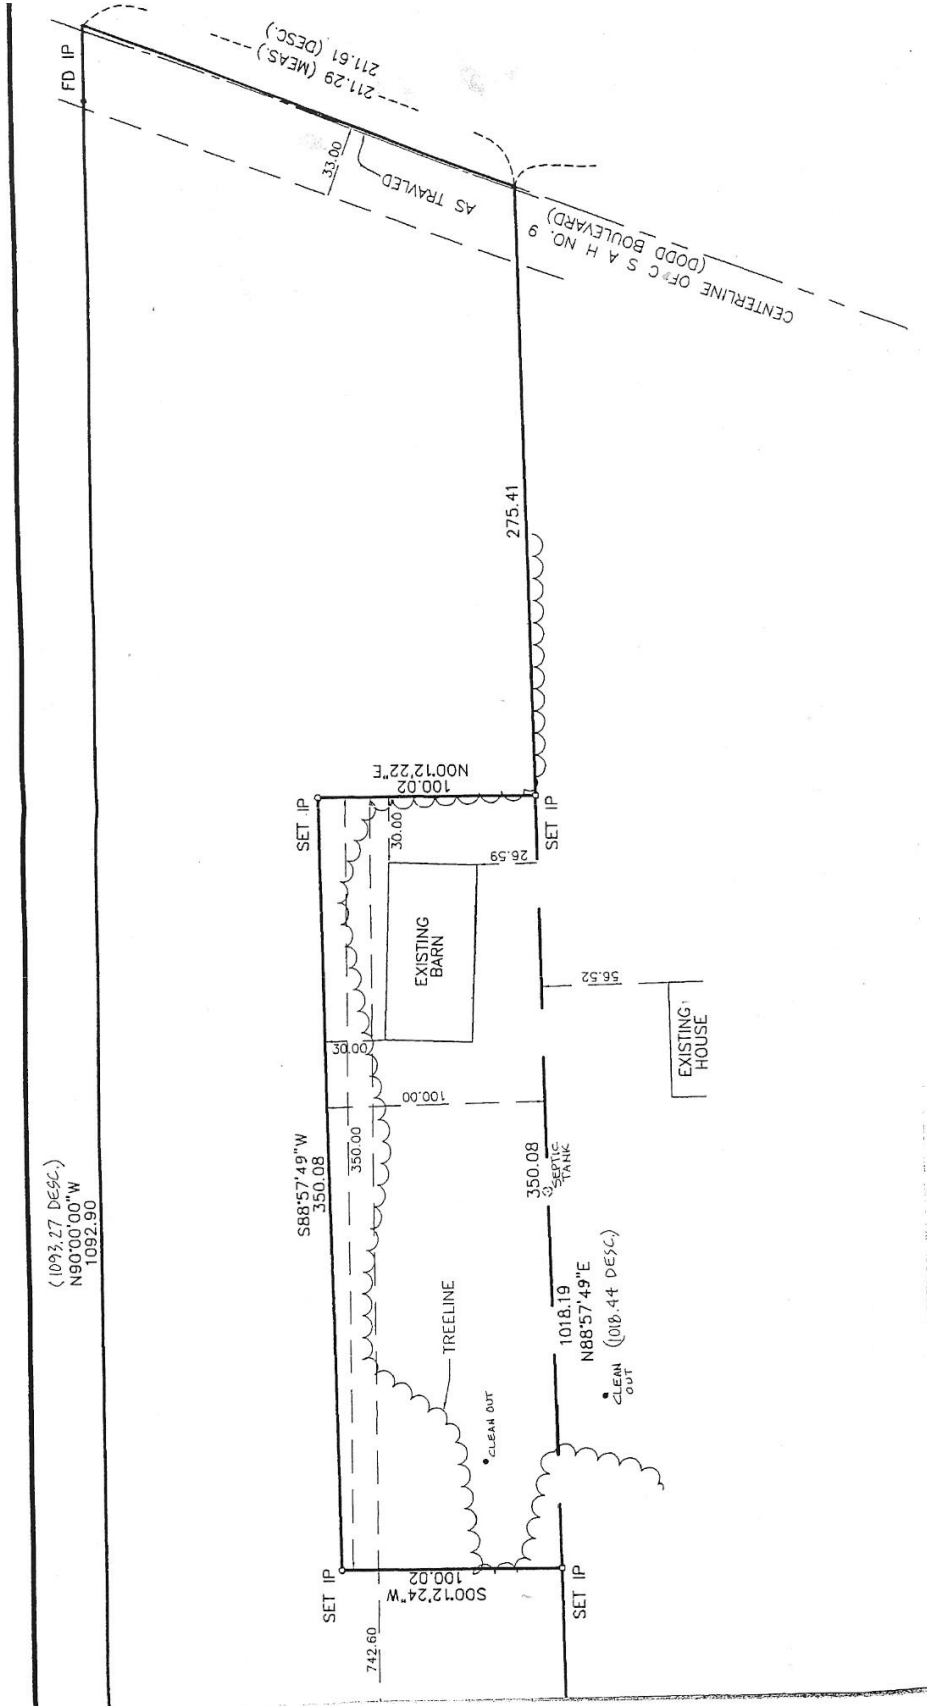 FD IP
211.29 (MEAS.)
211.61 (DESC.)
33.00
AS TRAVLED
CENTERLINE OF C S A H NO. 9
(DODD BOULEVARD)
275.41
N00°12'22"E
100.02
SET IP
SET IP
30.00
26.59
EXISTING
BARN
56.52
EXISTING
HOUSE
30.00
100.00
S88°57'49"W
350.08
350.00
350.08
SEPTIC
TANK
(1093.27 DESC.)
N90°00'00"W
1092.90
1018.19
N88°57'49"E
(1018.44 DESC.)
TREELINE
CLEAN OUT
CLEAN
OUT
SET IP
S00°12'24"W
100.02
SET IP
742.60